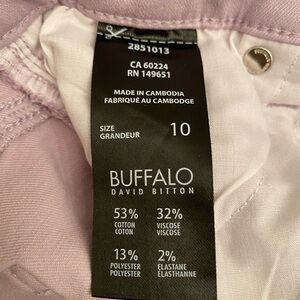 2851013
CA 60224
RN 149651
MADE IN CAMBODIA
FABRIQUÉ AU CAMBODGE
SIZE
GRANDEUR
10
BUFFALO
DAVID BITTON
53% 32%
COTTON VISCOSE
COTON VISCOSE
13% 2%
POLYESTER ELASTANE
POLYESTER ELASTHANNE